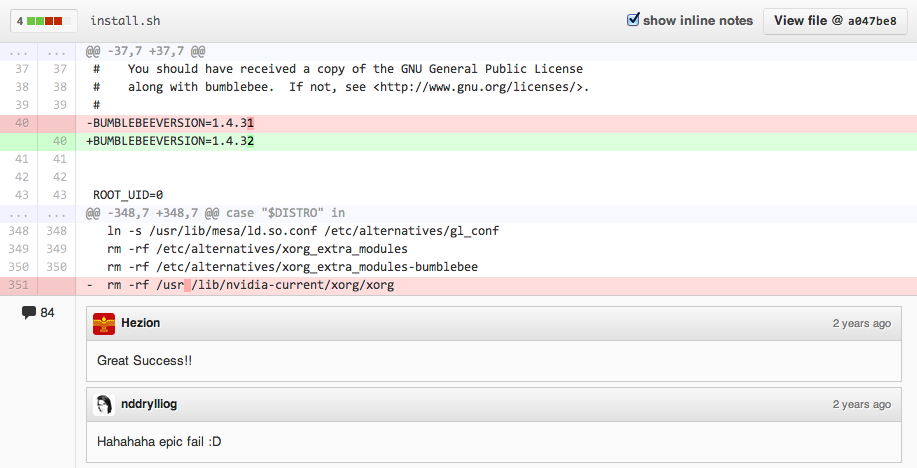 4 install.sh show inline notes View file @ a047be8
... ... @@ -37,7 +37,7 @@
37 37 #    You should have received a copy of the GNU General Public License
38 38 #    along with bumblebee.  If not, see <http://www.gnu.org/licenses/>.
39 39 #
40 -BUMBLEBEEVERSION=1.4.31
40 +BUMBLEBEEVERSION=1.4.32
41 41
42 42
43 43 ROOT_UID=0
... ... @@ -348,7 +348,7 @@ case "$DISTRO" in
348 348 ln -s /usr/lib/mesa/ld.so.conf /etc/alternatives/gl_conf
349 349 rm -rf /etc/alternatives/xorg_extra_modules
350 350 rm -rf /etc/alternatives/xorg_extra_modules-bumblebee
351 -  rm -rf /usr /lib/nvidia-current/xorg/xorg
84
Hezion 2 years ago
Great Success!!
nddrylliog 2 years ago
Hahahaha epic fail :D